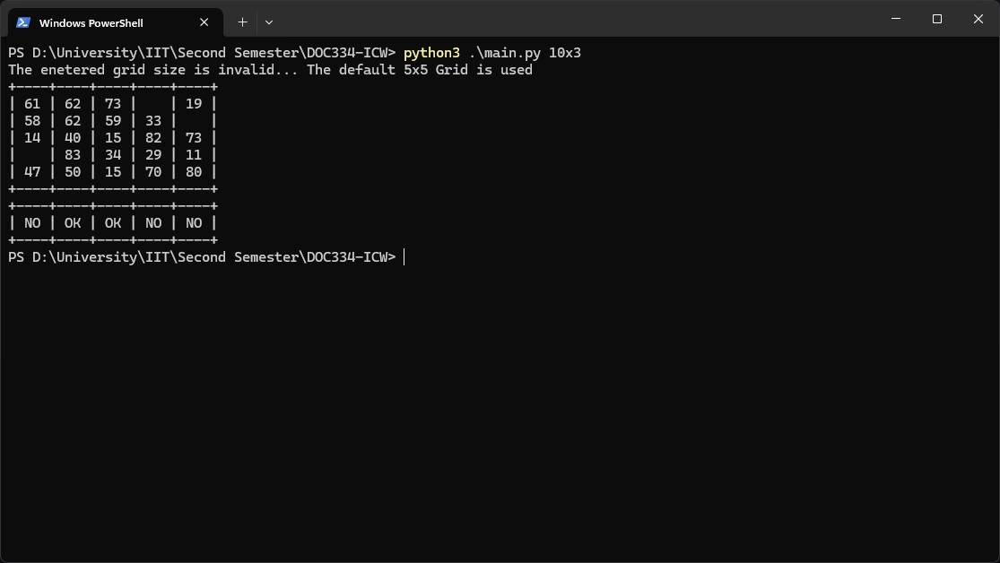 Windows PowerShell
PS D:\University\IIT\Second Semester\DOC334-ICW> python3 .\main.py 10x3
The enetered grid size is invalid... The default 5x5 Grid is used
+----+----+----+----+----+
| 61 | 62 | 73 |    | 19 |
| 58 | 62 | 59 | 33 |    |
| 14 | 40 | 15 | 82 | 73 |
|    | 83 | 34 | 29 | 11 |
| 47 | 50 | 15 | 70 | 80 |
+----+----+----+----+----+
+----+----+----+----+----+
| NO | OK | OK | NO | NO |
+----+----+----+----+----+
PS D:\University\IIT\Second Semester\DOC334-ICW>